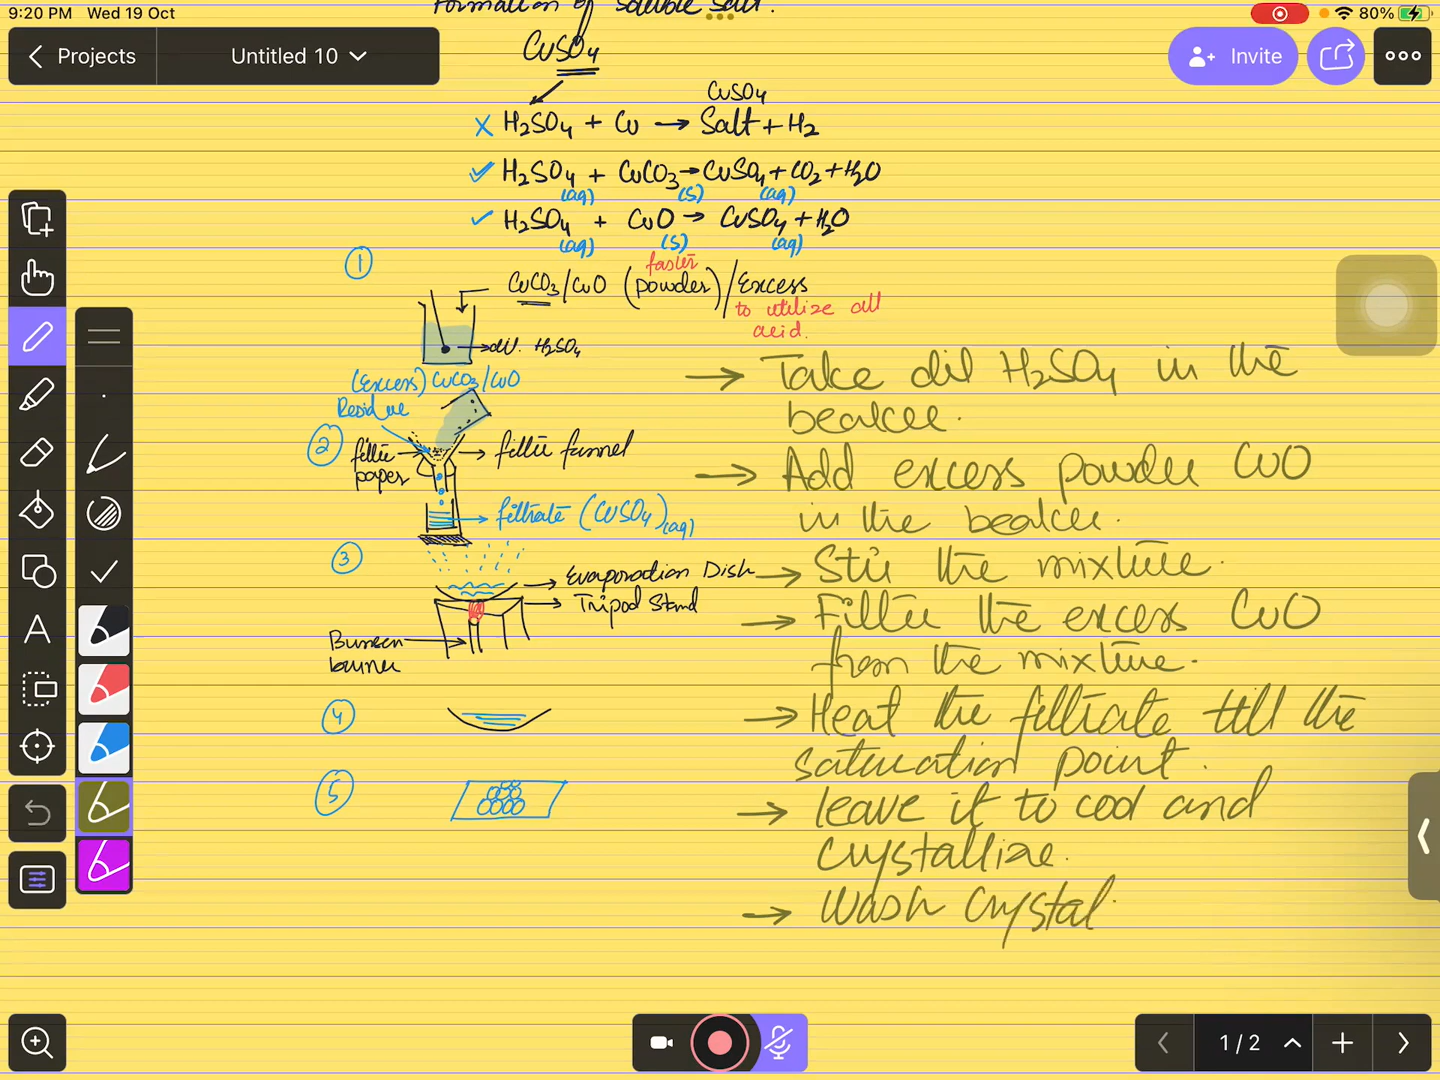 9:20 PM Wed 19 Oct
80%
Formation of Soluble Salt.
Projects
Untitled 10
Invite
CuSO4
CuSO4
X H2SO4 + Cu → Salt + H2
✓ H2SO4 (aq) + CuCO3 (s) → CuSO4 (aq) + CO2 + H2O
✓ H2SO4 (aq) + CuO (s) → CuSO4 (aq) + H2O
1
faster
CuCO3/CuO (powder)/Excess
to utilize all
acid.
dil. H2SO4
(Excess) CuCO3/CuO
Residue
2
filter
paper
filter funnel
filtrate (CuSO4)(aq)
3
Evaporation Dish
Tripod Stand
Bunsen
burner
4
5
→ Take dil H2SO4 in the
beaker.
→ Add excess powder CuO
in the beaker.
→ Stir the mixture.
→ Filter the excess CuO
from the mixture.
→ Heat the filtrate till the
saturation point.
→ leave it to cool and
crystallize.
→ Wash Crystal
A
1 / 2